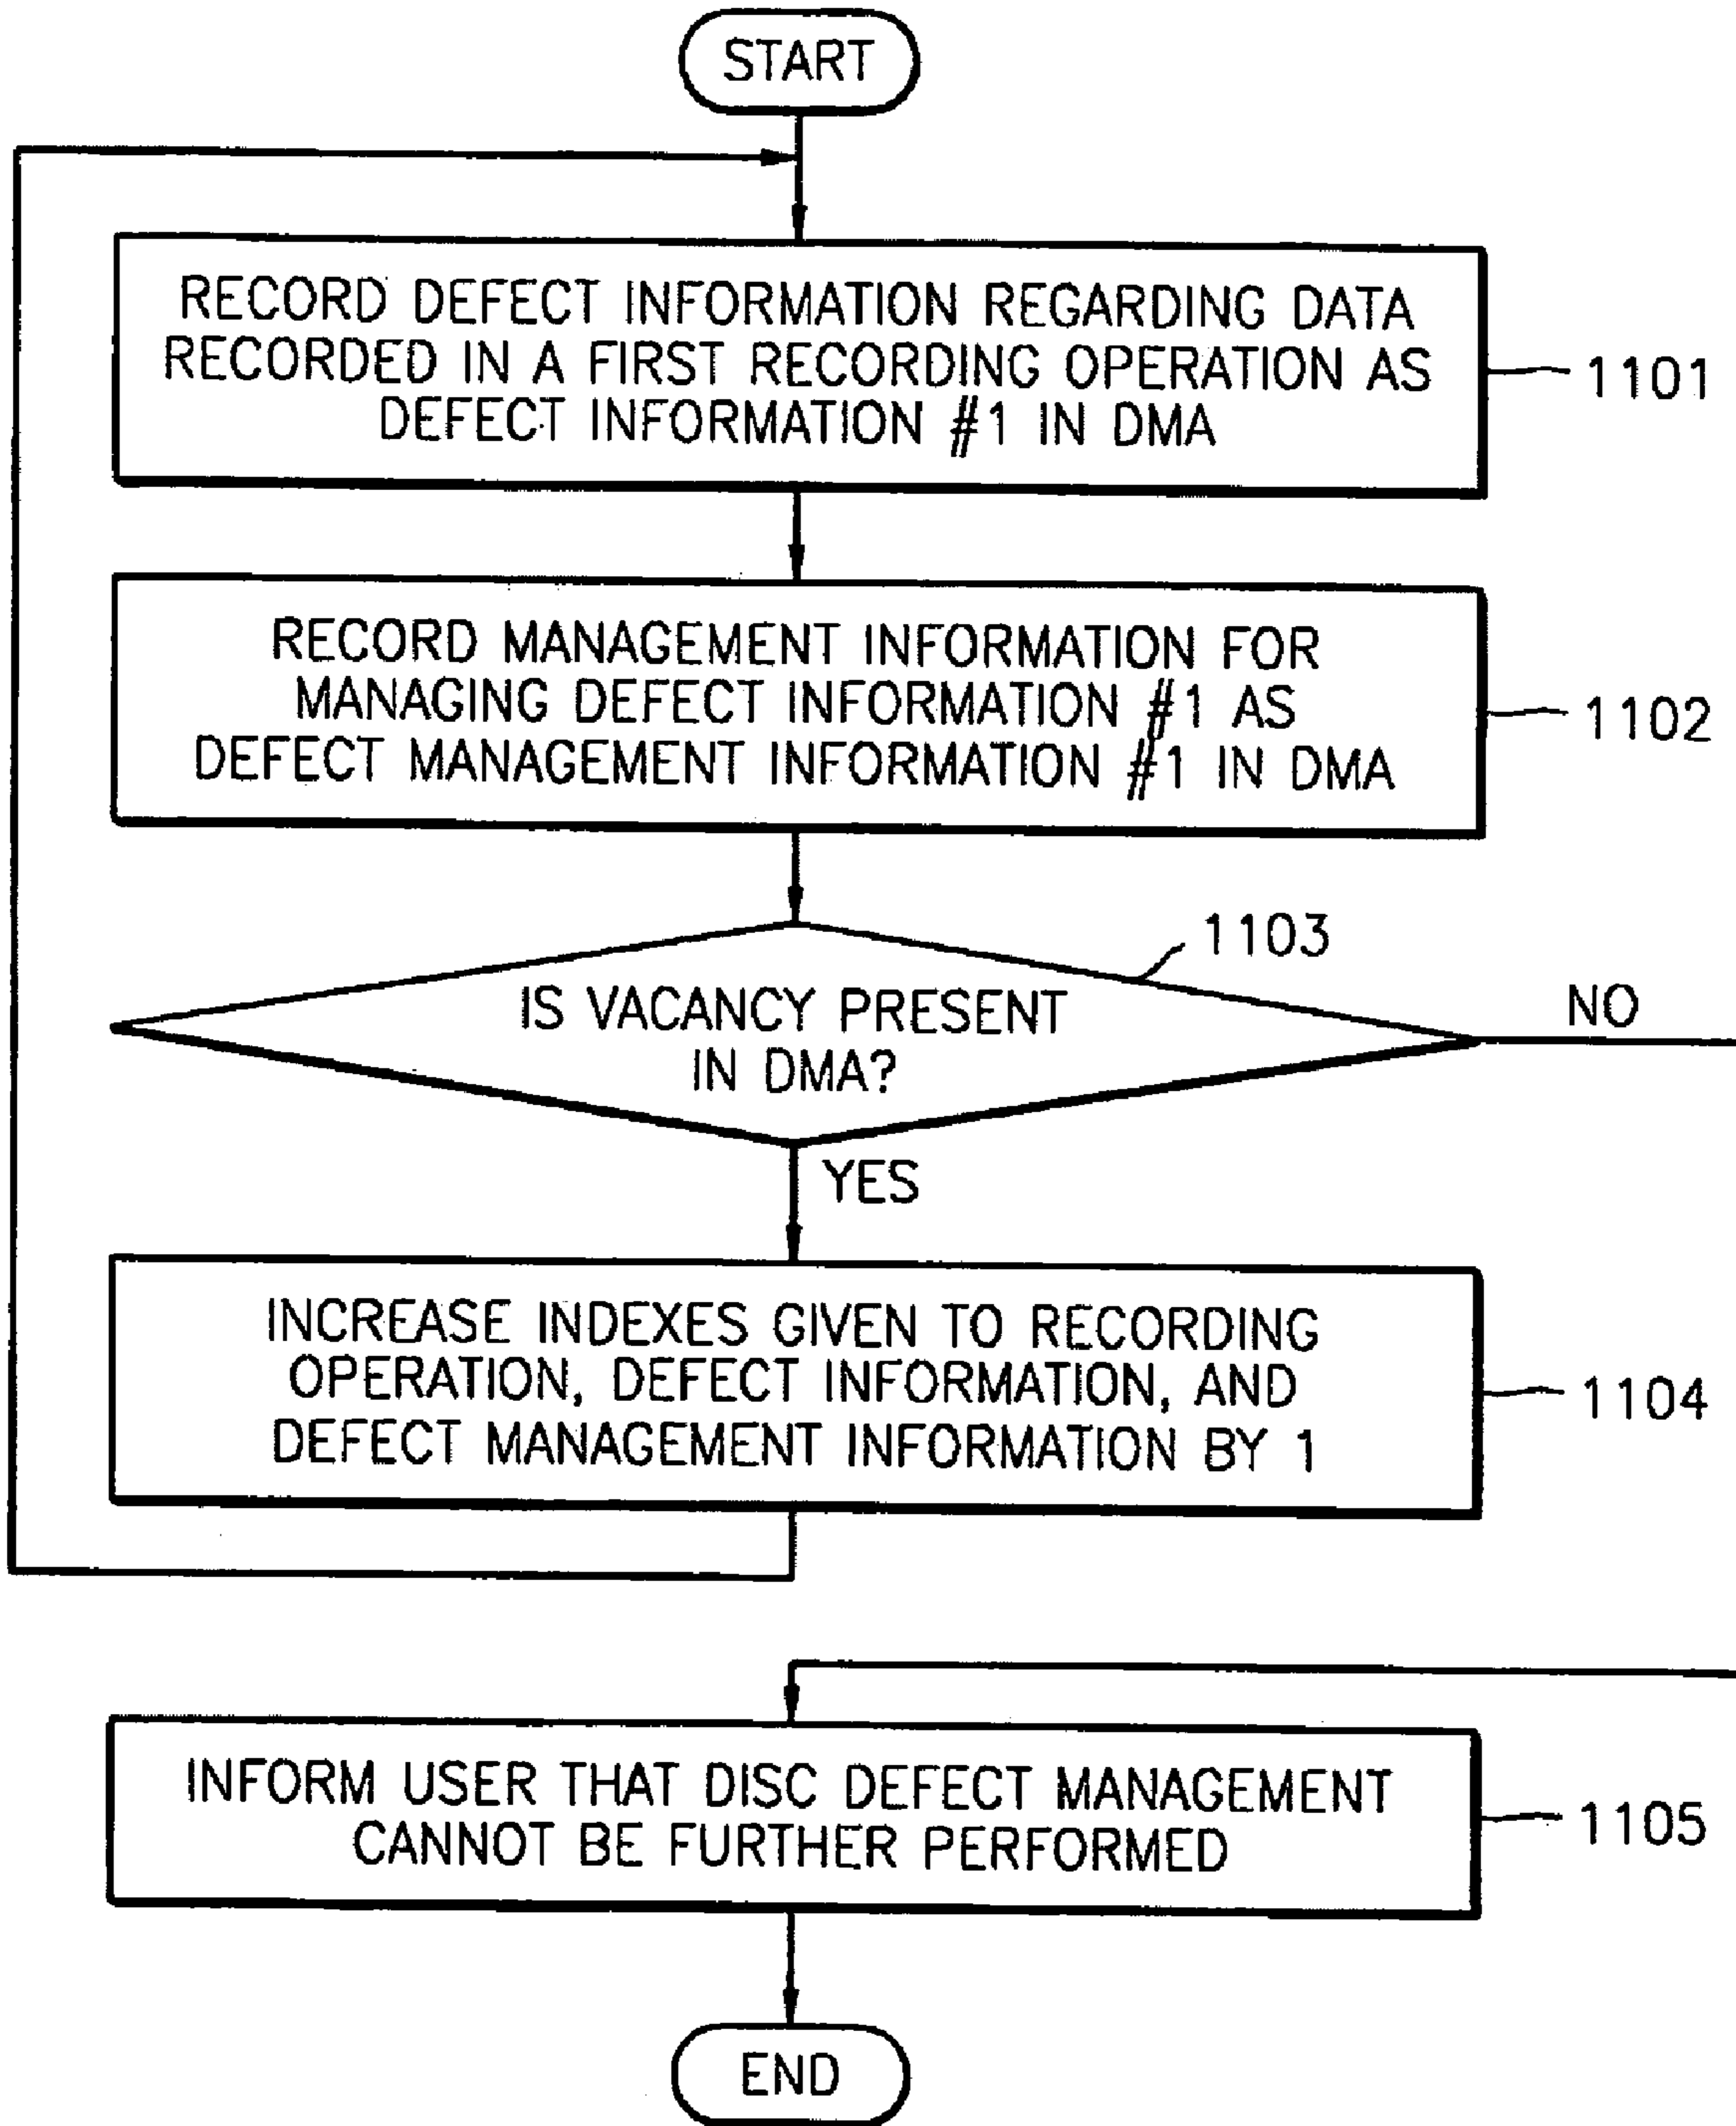 START
RECORD DEFECT INFORMATION REGARDING DATA
RECORDED IN A FIRST RECORDING OPERATION AS
DEFECT INFORMATION #1 IN DMA
1101
RECORD MANAGEMENT INFORMATION FOR
MANAGING DEFECT INFORMATION #1 AS
DEFECT MANAGEMENT INFORMATION #1 IN DMA
1102
1103
IS VACANCY PRESENT
IN DMA?
NO
YES
INCREASE INDEXES GIVEN TO RECORDING
OPERATION, DEFECT INFORMATION, AND
DEFECT MANAGEMENT INFORMATION BY 1
1104
INFORM USER THAT DISC DEFECT MANAGEMENT
CANNOT BE FURTHER PERFORMED
1105
END